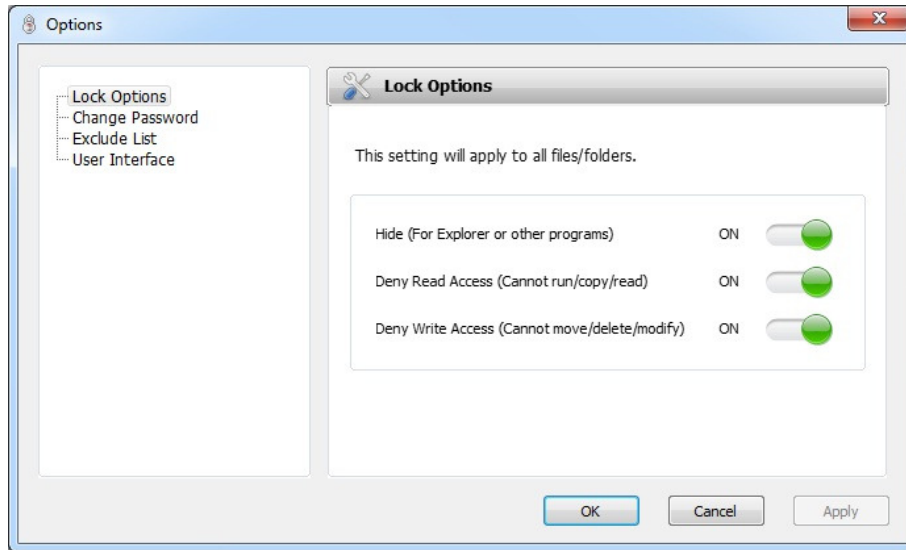 Options
Lock Options
Change Password
Exclude List
User Interface
Lock Options
This setting will apply to all files/folders.
Hide (For Explorer or other programs) ON
Deny Read Access (Cannot run/copy/read) ON
Deny Write Access (Cannot move/delete/modify) ON
OK Cancel Apply